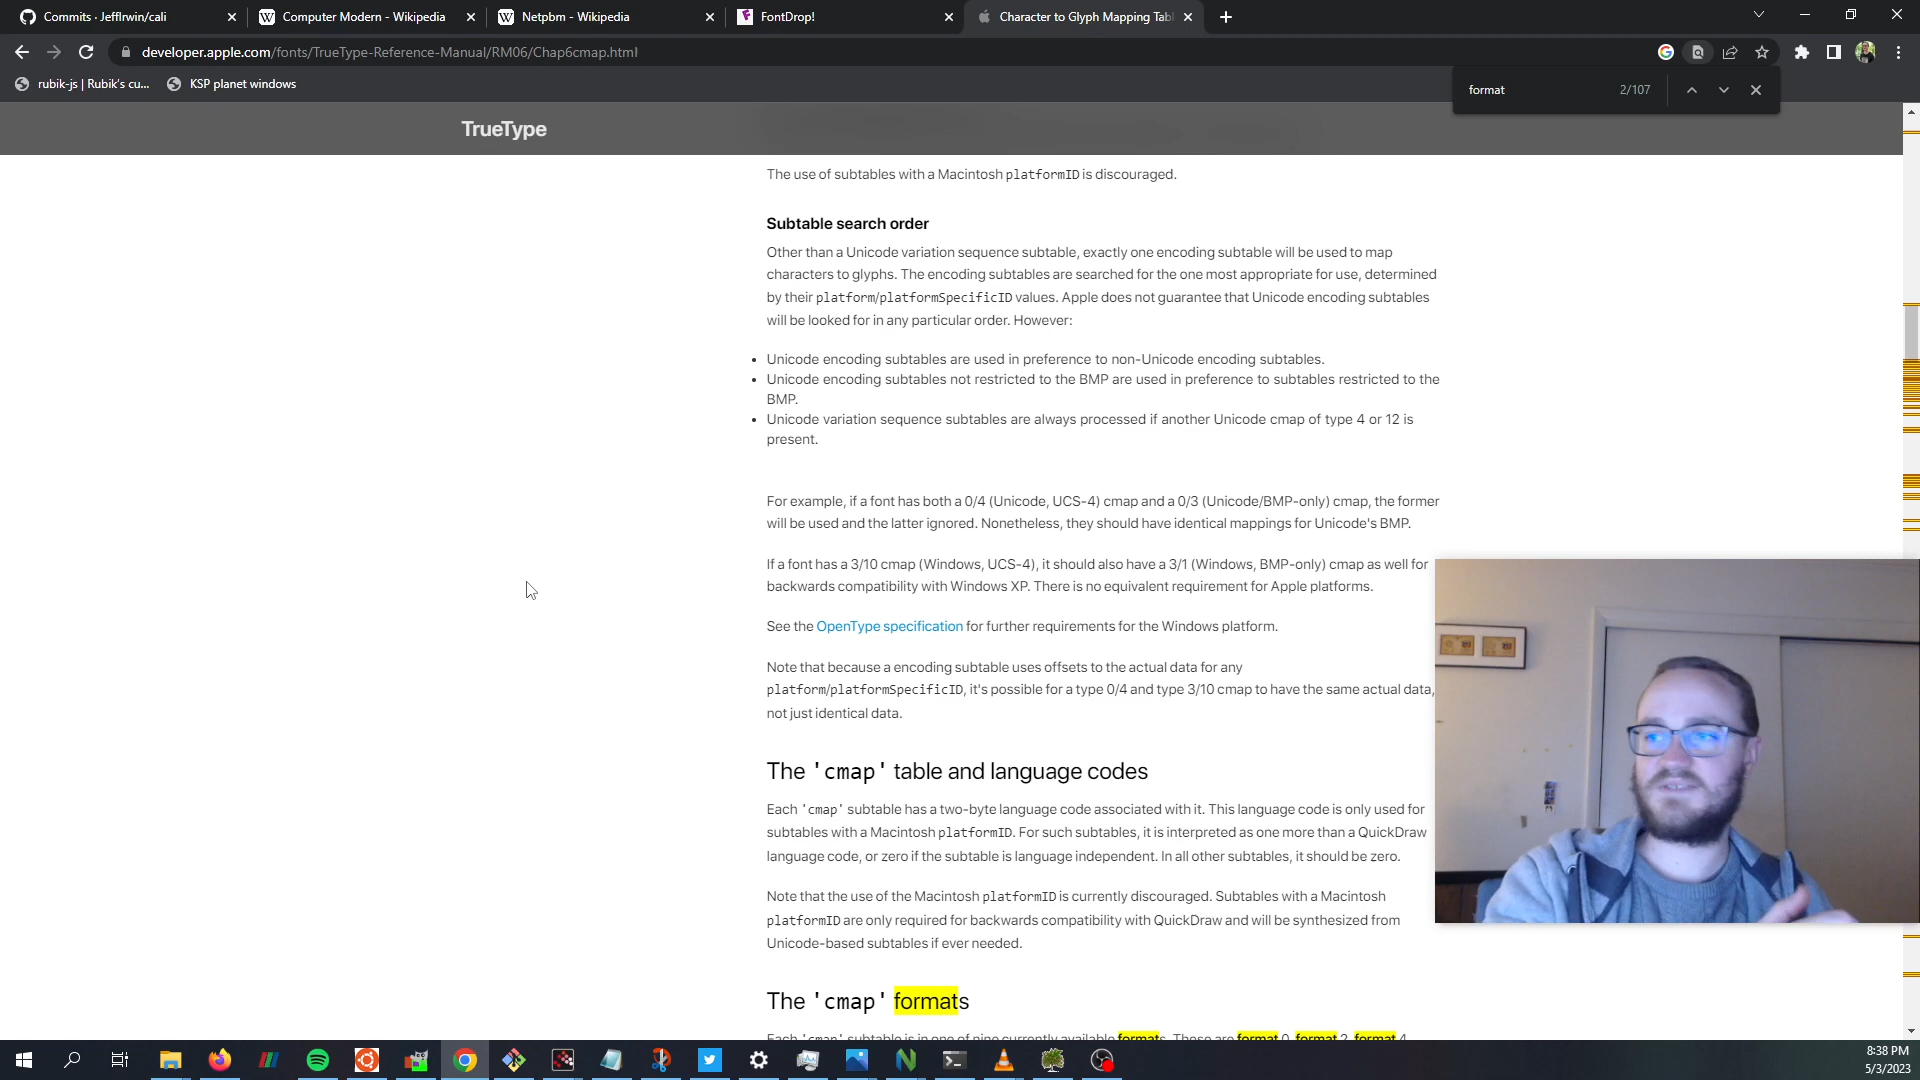 Commits · JeffIrwin/cali
Computer Modern - Wikipedia
Netpbm - Wikipedia
FontDrop!
Character to Glyph Mapping Tabl
developer.apple.com/fonts/TrueType-Reference-Manual/RM06/Chap6cmap.html
rubik-js | Rubik's cu...
KSP planet windows
format
2/107
TrueType
The use of subtables with a Macintosh platformID is discouraged.
Subtable search order
Other than a Unicode variation sequence subtable, exactly one encoding subtable will be used to map
characters to glyphs. The encoding subtables are searched for the one most appropriate for use, determined
by their platform/platformSpecificID values. Apple does not guarantee that Unicode encoding subtables
will be looked for in any particular order. However:
• Unicode encoding subtables are used in preference to non-Unicode encoding subtables.
• Unicode encoding subtables not restricted to the BMP are used in preference to subtables restricted to the
BMP.
• Unicode variation sequence subtables are always processed if another Unicode cmap of type 4 or 12 is
present.
For example, if a font has both a 0/4 (Unicode, UCS-4) cmap and a 0/3 (Unicode/BMP-only) cmap, the former
will be used and the latter ignored. Nonetheless, they should have identical mappings for Unicode's BMP.
If a font has a 3/10 cmap (Windows, UCS-4), it should also have a 3/1 (Windows, BMP-only) cmap as well for
backwards compatibility with Windows XP. There is no equivalent requirement for Apple platforms.
See the OpenType specification for further requirements for the Windows platform.
Note that because a encoding subtable uses offsets to the actual data for any
platform/platformSpecificID, it's possible for a type 0/4 and type 3/10 cmap to have the same actual data,
not just identical data.
The 'cmap' table and language codes
Each 'cmap' subtable has a two-byte language code associated with it. This language code is only used for
subtables with a Macintosh platformID. For such subtables, it is interpreted as one more than a QuickDraw
language code, or zero if the subtable is language independent. In all other subtables, it should be zero.
Note that the use of the Macintosh platformID is currently discouraged. Subtables with a Macintosh
platformID are only required for backwards compatibility with QuickDraw and will be synthesized from
Unicode-based subtables if ever needed.
The 'cmap' formats
Each 'cmap' subtable is in one of nine currently available formats. These are format 0, format 2, format 4,
8:38 PM
5/3/2023